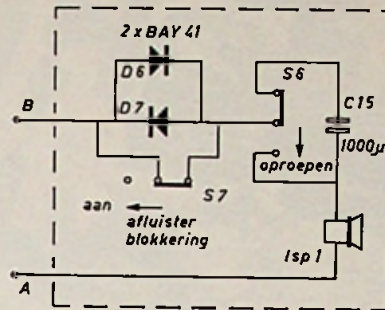 2 x BAY 41
D6
S6
B
D7
C15
1000µ
oproepen
S7
aan
afluister
blokkering
lsp 1
A